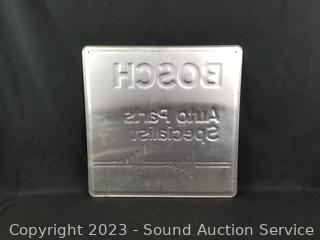 BOSCH
Auto Parts
Specialist
Copyright 2023 - Sound Auction Service